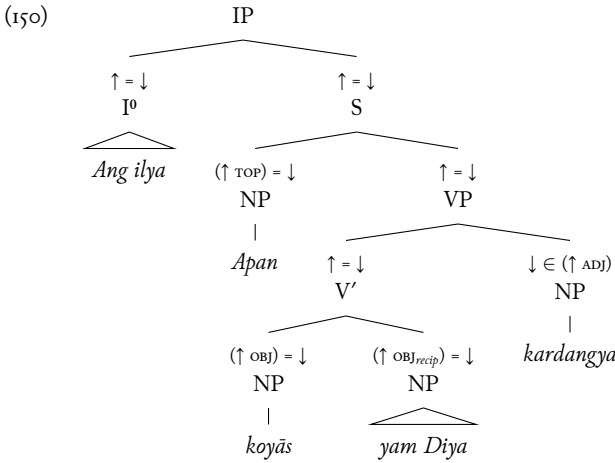 (150) IP
↑ = ↓ ↑ = ↓
I⁰ S
Ang ilya (↑ TOP) = ↓ ↑ = ↓
NP VP
Apan ↑ = ↓ ↓ ∈ (↑ ADJ)
V′ NP
(↑ OBJ) = ↓ (↑ OBJrecip) = ↓ kardangya
NP NP
koyās yam Diya